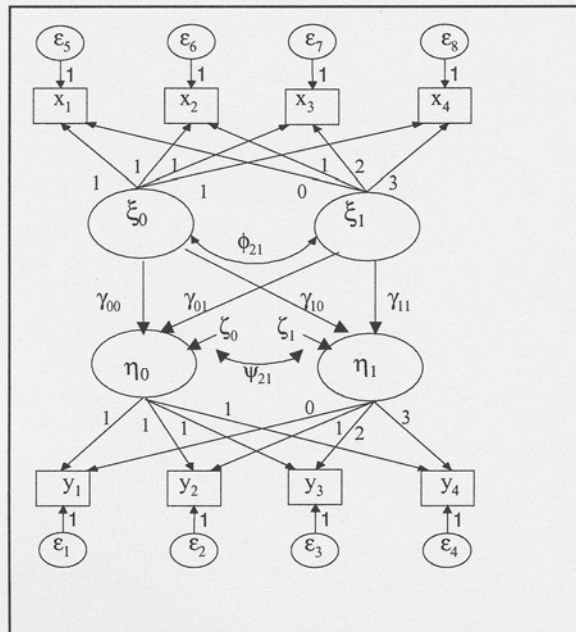 ε₅ ε₆ ε₇ ε₈
1 1 1 1
x₁ x₂ x₃ x₄
1 1 1 1 0 1 2 3
ξ₀ ξ₁
ϕ₂₁
γ₀₀ γ₀₁ γ₁₀ γ₁₁
ζ₀ ζ₁
η₀ ψ₂₁ η₁
1 1 1 1 0 1 2 3
y₁ y₂ y₃ y₄
1 1 1 1
ε₁ ε₂ ε₃ ε₄